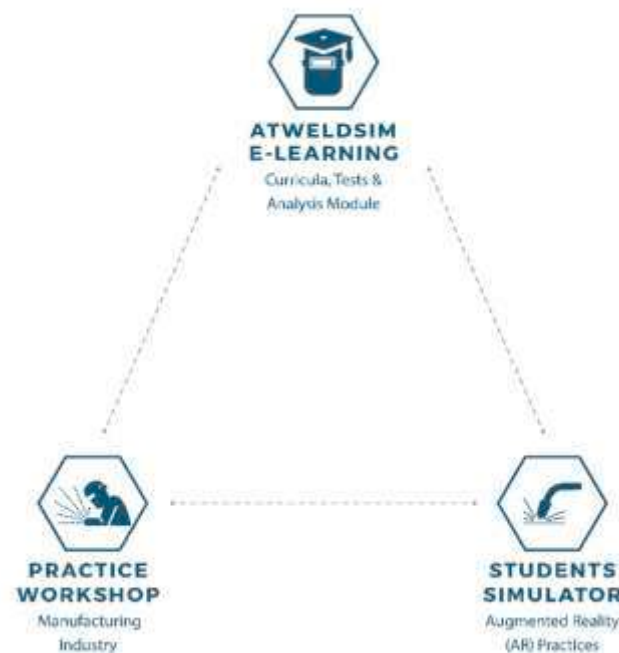 ATWELDSIM
E-LEARNING
Curricula, Tests &
Analysis Module
PRACTICE
WORKSHOP
Manufacturing
Industry
STUDENTS
SIMULATOR
Augmented Reality
(AR) Practices